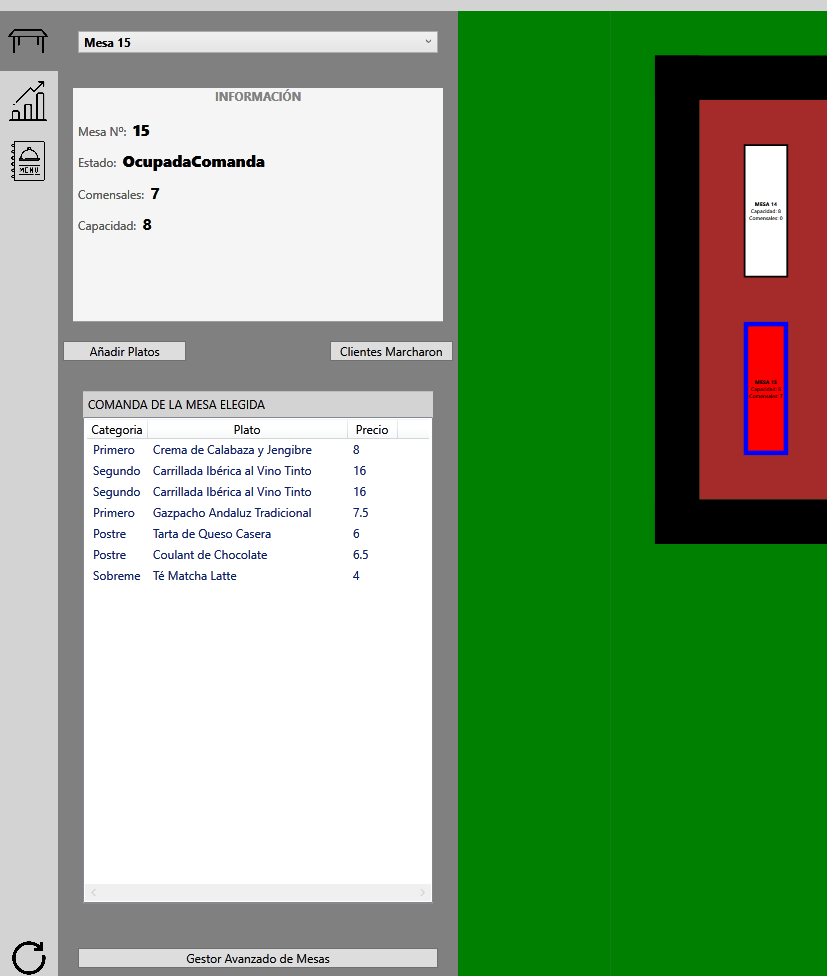 Mesa 15
INFORMACIÓN
Mesa Nº: 15
Estado: OcupadaComanda
Comensales: 7
Capacidad: 8
Añadir Platos
Clientes Marcharon
COMANDA DE LA MESA ELEGIDA
Categoria Plato Precio
Primero Crema de Calabaza y Jengibre 8
Segundo Carrillada Ibérica al Vino Tinto 16
Segundo Carrillada Ibérica al Vino Tinto 16
Primero Gazpacho Andaluz Tradicional 7.5
Postre Tarta de Queso Casera 6
Postre Coulant de Chocolate 6.5
Sobreme Té Matcha Latte 4
Gestor Avanzado de Mesas
MENU
MESA 14
Capacidad: 8
Comensales: 0
MESA 15
Capacidad: 8
Comensales: 7